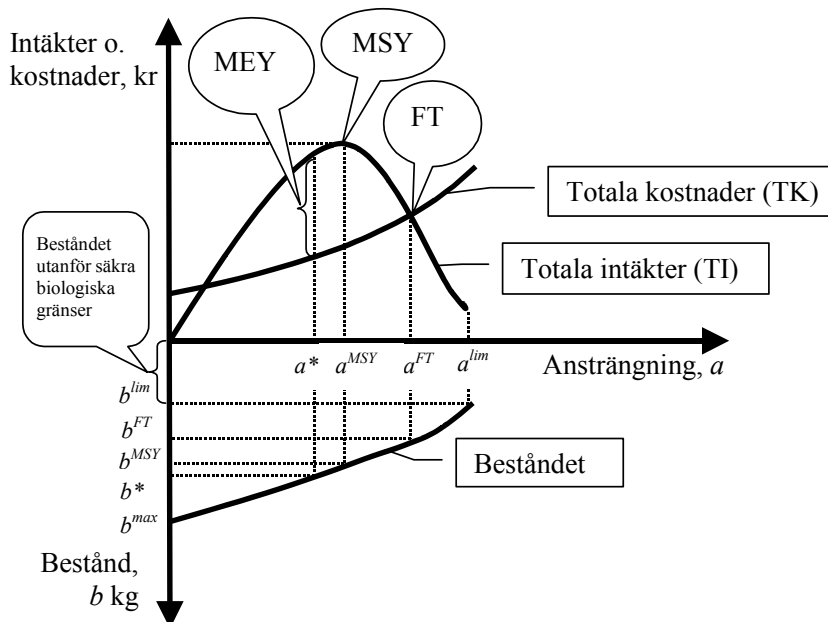 Intäkter o.
kostnader, kr
MEY
MSY
FT
Totala kostnader (TK)
Totala intäkter (TI)
Beståndet
utanför säkra
biologiska
gränser
a*
a^MSY
a^FT
a^lim
Ansträngning, a
b^lim
b^FT
b^MSY
b*
b^max
Beståndet
Bestånd,
b kg